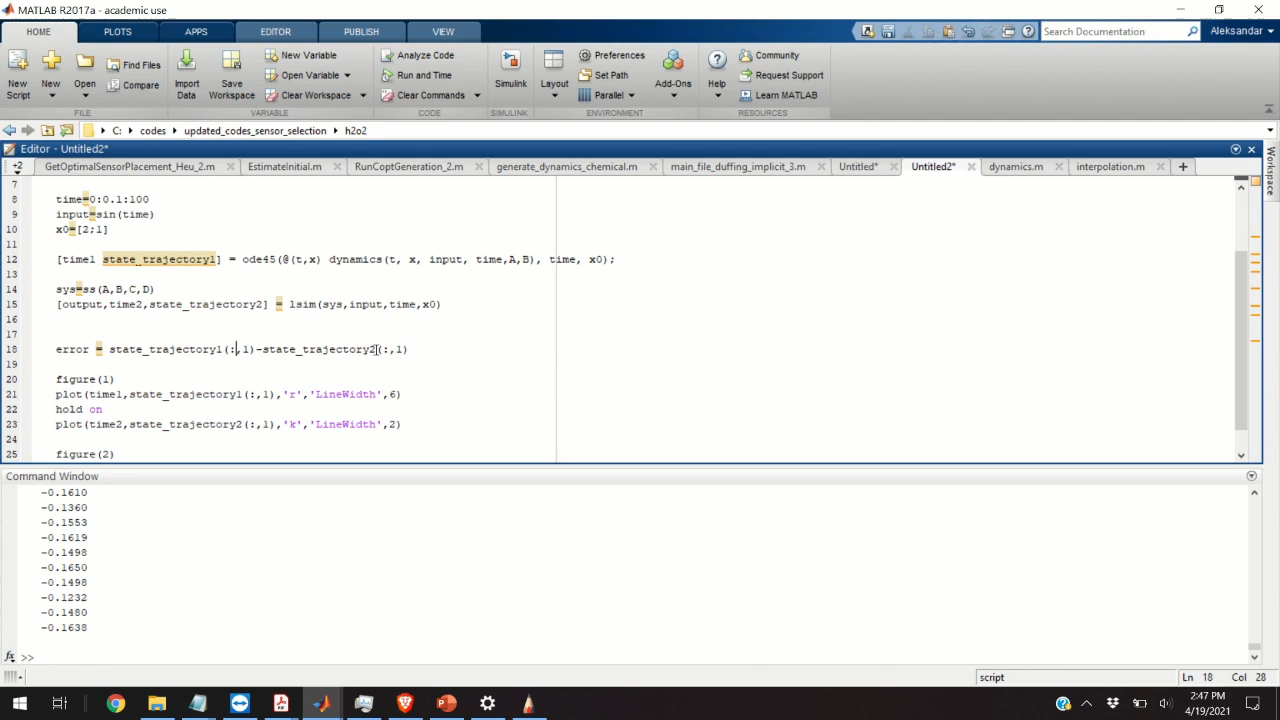 MATLAB R2017a - academic use
HOME PLOTS APPS EDITOR PUBLISH VIEW Search Documentation Aleksandar
New Script New Open Find Files Compare Import Data Save Workspace New Variable Open Variable Clear Workspace Analyze Code Run and Time Clear Commands Simulink Layout Preferences Set Path Parallel Add-Ons Help Community Request Support Learn MATLAB
FILE VARIABLE CODE SIMULINK ENVIRONMENT RESOURCES
C: codes updated_codes_sensor_selection h2o2
Editor - Untitled2*
Workspace
+2 GetOptimalSensorPlacement_Heu_2.m EstimateInitial.m RunCoptGeneration_2.m generate_dynamics_chemical.m main_file_duffing_implicit_3.m Untitled* Untitled2* dynamics.m interpolation.m
7
8 time=0:0.1:100
9 input=sin(time)
10 x0=[2;1]
11
12 [time1 state_trajectory1] = ode45(@(t,x) dynamics(t, x, input, time,A,B), time, x0);
13
14 sys=ss(A,B,C,D)
15 [output,time2,state_trajectory2] = lsim(sys,input,time,x0)
16
17
18 error = state_trajectory1(:,1)-state_trajectory2(:,1)
19
20 figure(1)
21 plot(time1,state_trajectory1(:,1),'r','LineWidth',6)
22 hold on
23 plot(time2,state_trajectory2(:,1),'k','LineWidth',2)
24
25 figure(2)
Command Window
-0.1610
-0.1360
-0.1553
-0.1619
-0.1498
-0.1650
-0.1498
-0.1232
-0.1480
-0.1638
fx >>
script Ln 18 Col 28
2:47 PM
4/19/2021